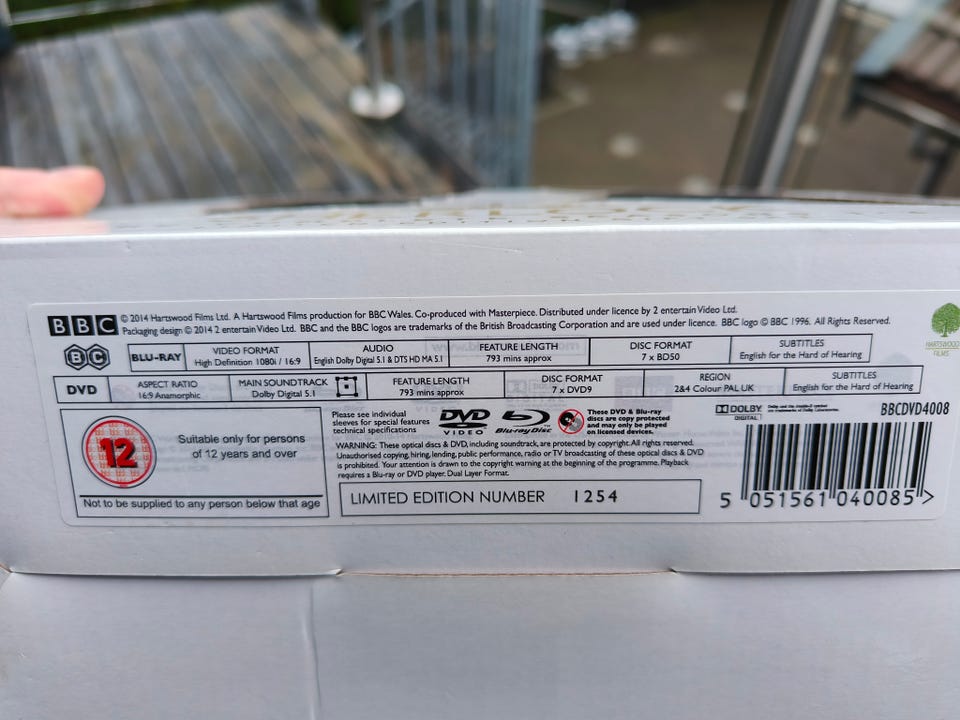 BBC © 2014 Hartswood Films Ltd. A Hartswood Films production for BBC Wales. Co-produced with Masterpiece. Distributed under licence by 2 entertain Video Ltd.
Packaging design © 2014 2 entertain Video Ltd. BBC and the BBC logos are trademarks of the British Broadcasting Corporation and are used under licence. BBC logo © BBC 1996. All Rights Reserved.
HARTSWOOD
FILMS
ABC BLU-RAY VIDEO FORMAT AUDIO FEATURE LENGTH DISC FORMAT SUBTITLES
High Definition 1080i / 16:9 English Dolby Digital 5.1 & DTS HD MA 5.1 793 mins approx 7 x BD50 English for the Hard of Hearing
DVD ASPECT RATIO MAIN SOUNDTRACK FEATURE LENGTH DISC FORMAT REGION SUBTITLES
16:9 Anamorphic Dolby Digital 5.1 793 mins approx 7 x DVD9 2&4 Colour PAL UK English for the Hard of Hearing
12
Suitable only for persons
of 12 years and over
Not to be supplied to any person below that age
Please see individual
sleeves for special features
technical specifications
DVD
VIDEO
Blu-ray Disc
These DVD & Blu-ray
discs are copy protected
and may only be played
on licensed devices.
WARNING: These optical discs & DVD, including soundtrack, are protected by copyright. All rights reserved.
Unauthorised copying, hiring, lending, public performance, radio or TV broadcasting of these optical discs & DVD
is prohibited. Your attention is drawn to the copyright warning at the beginning of the programme. Playback
requires a Blu-ray or DVD player. Dual Layer Format.
LIMITED EDITION NUMBER 1254
DOLBY
DIGITAL
Dolby and the double-D symbol
are trademarks of Dolby Laboratories.
BBCDVD4008
5 051561 040085 >